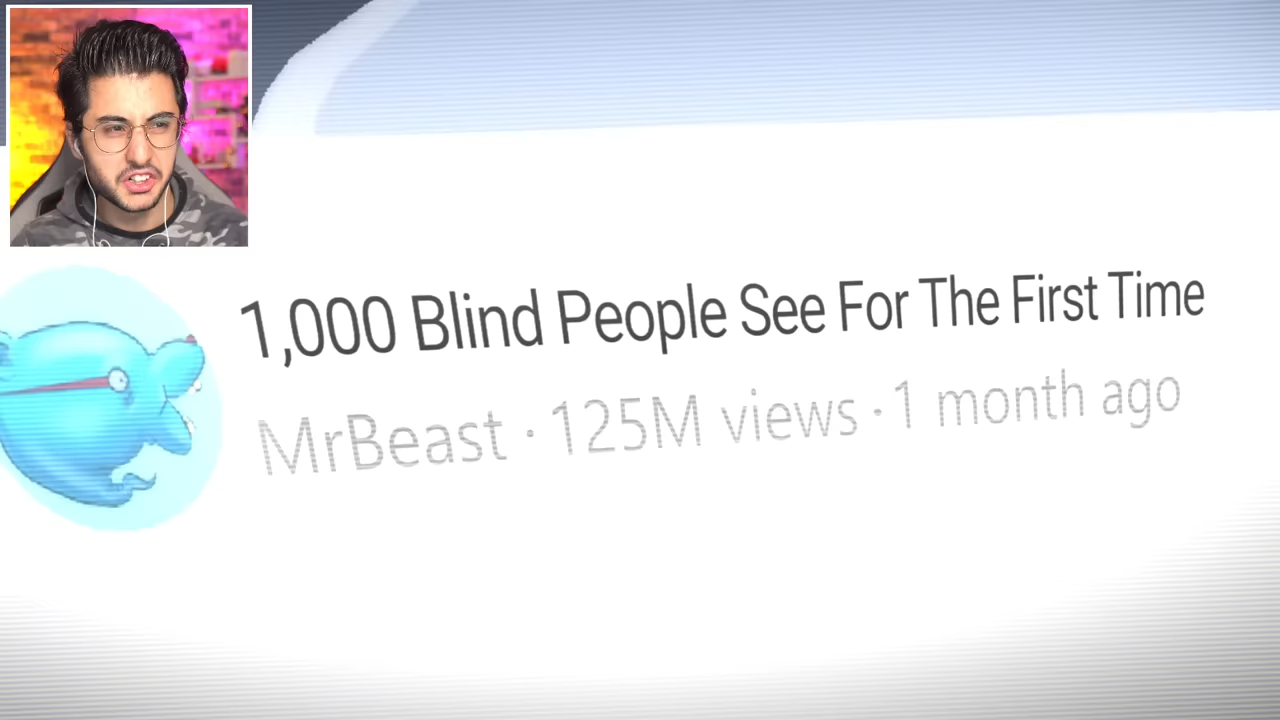 1,000 Blind People See For The First Time
MrBeast · 125M views · 1 month ago